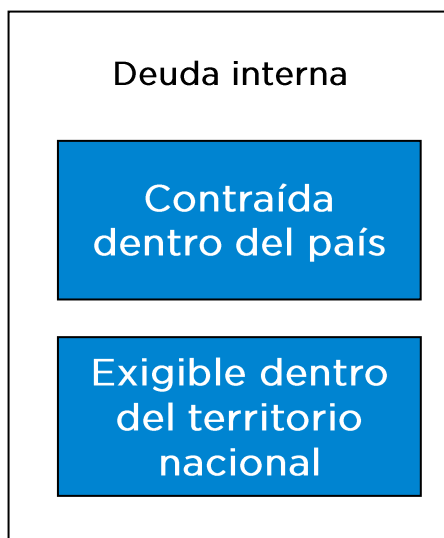 Deuda interna
Contraída
dentro del país
Exigible dentro
del territorio
nacional